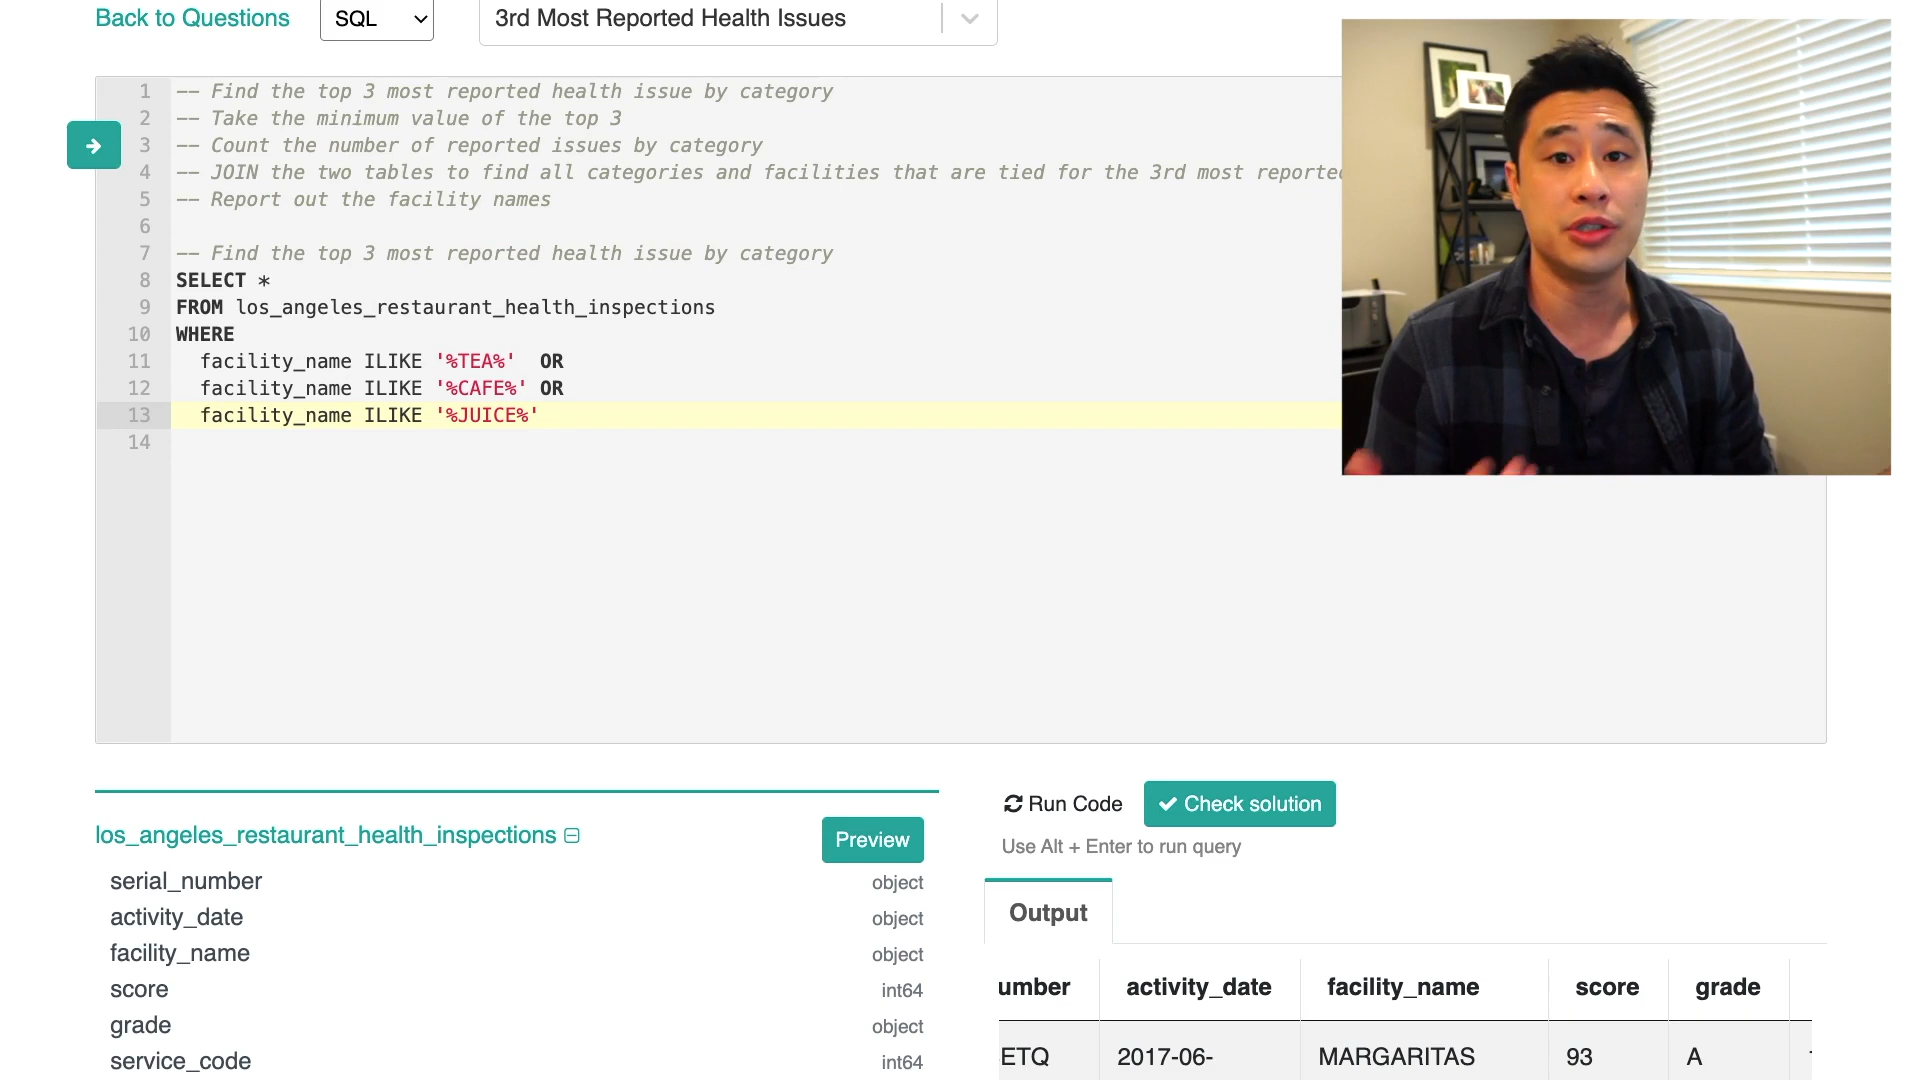 Back to Questions SQL 3rd Most Reported Health Issues
1 -- Find the top 3 most reported health issue by category
2 -- Take the minimum value of the top 3
3 -- Count the number of reported issues by category
4 -- JOIN the two tables to find all categories and facilities that are tied for the 3rd most reported
5 -- Report out the facility names
6
7 -- Find the top 3 most reported health issue by category
8 SELECT *
9 FROM los_angeles_restaurant_health_inspections
10 WHERE
11 facility_name ILIKE '%TEA%' OR
12 facility_name ILIKE '%CAFE%' OR
13 facility_name ILIKE '%JUICE%'
14
los_angeles_restaurant_health_inspections Preview
serial_number object
activity_date object
facility_name object
score int64
grade object
service_code int64
Run Code Check solution
Use Alt + Enter to run query
Output
umber activity_date facility_name score grade
ETQ 2017-06- MARGARITAS 93 A